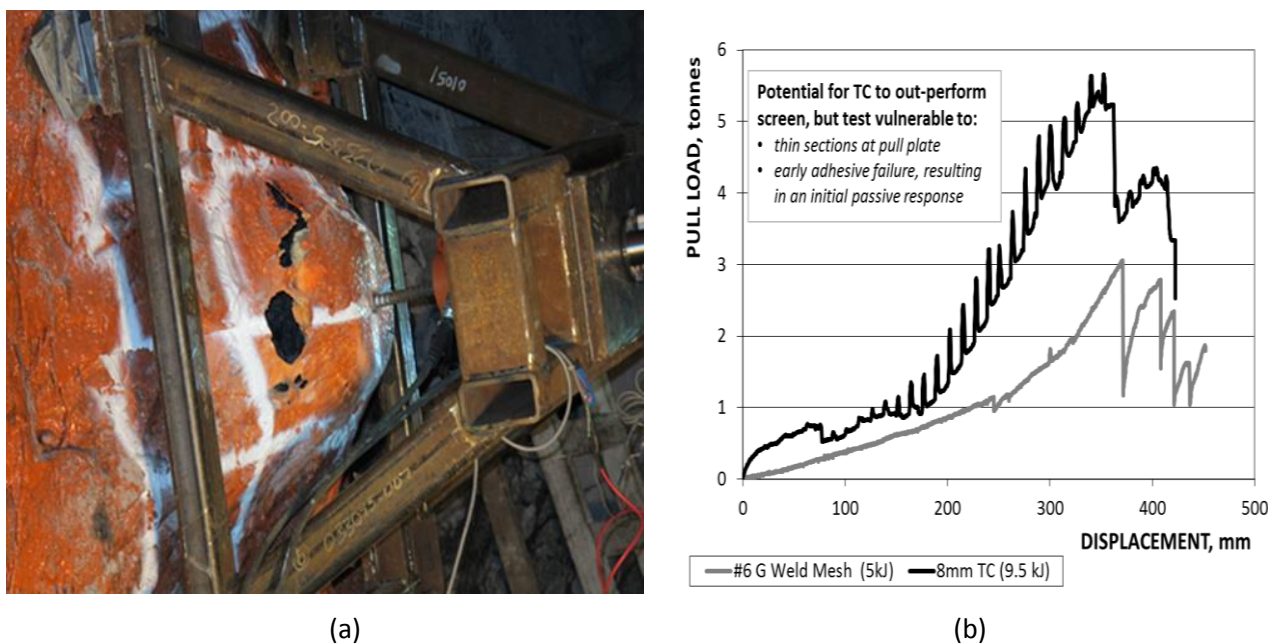 15010
PULL LOAD, tonnes
6
5
4
3
2
1
0
Potential for TC to out-perform
screen, but test vulnerable to:
• thin sections at pull plate
• early adhesive failure, resulting
in an initial passive response
0 100 200 300 400 500
DISPLACEMENT, mm
#6 G Weld Mesh (5kJ) 8mm TC (9.5 kJ)
(a) (b)